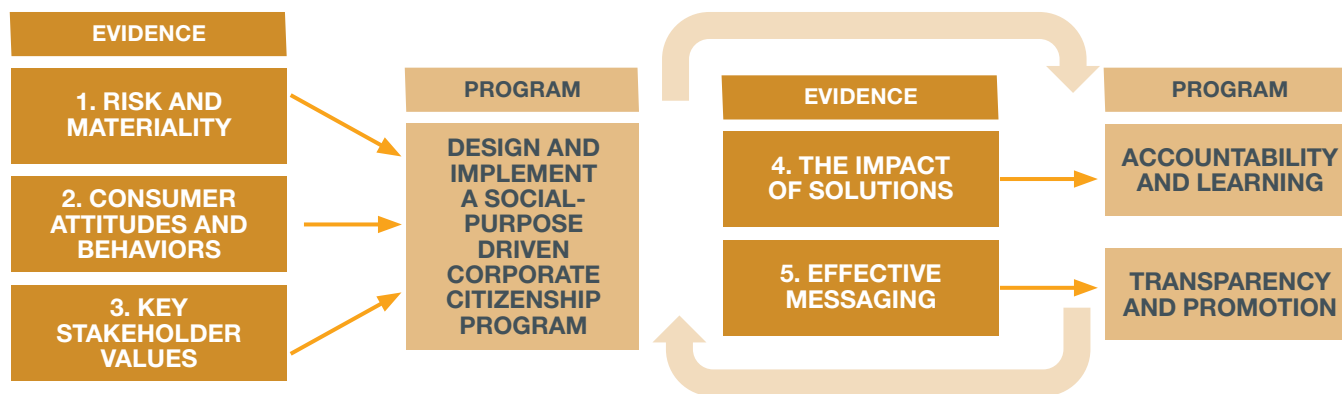 EVIDENCE
1. RISK AND
MATERIALITY
2. CONSUMER
ATTITUDES AND
BEHAVIORS
3. KEY
STAKEHOLDER
VALUES
PROGRAM
DESIGN AND
IMPLEMENT
A SOCIAL-
PURPOSE
DRIVEN
CORPORATE
CITIZENSHIP
PROGRAM
EVIDENCE
4. THE IMPACT
OF SOLUTIONS
5. EFFECTIVE
MESSAGING
PROGRAM
ACCOUNTABILITY
AND LEARNING
TRANSPARENCY
AND PROMOTION